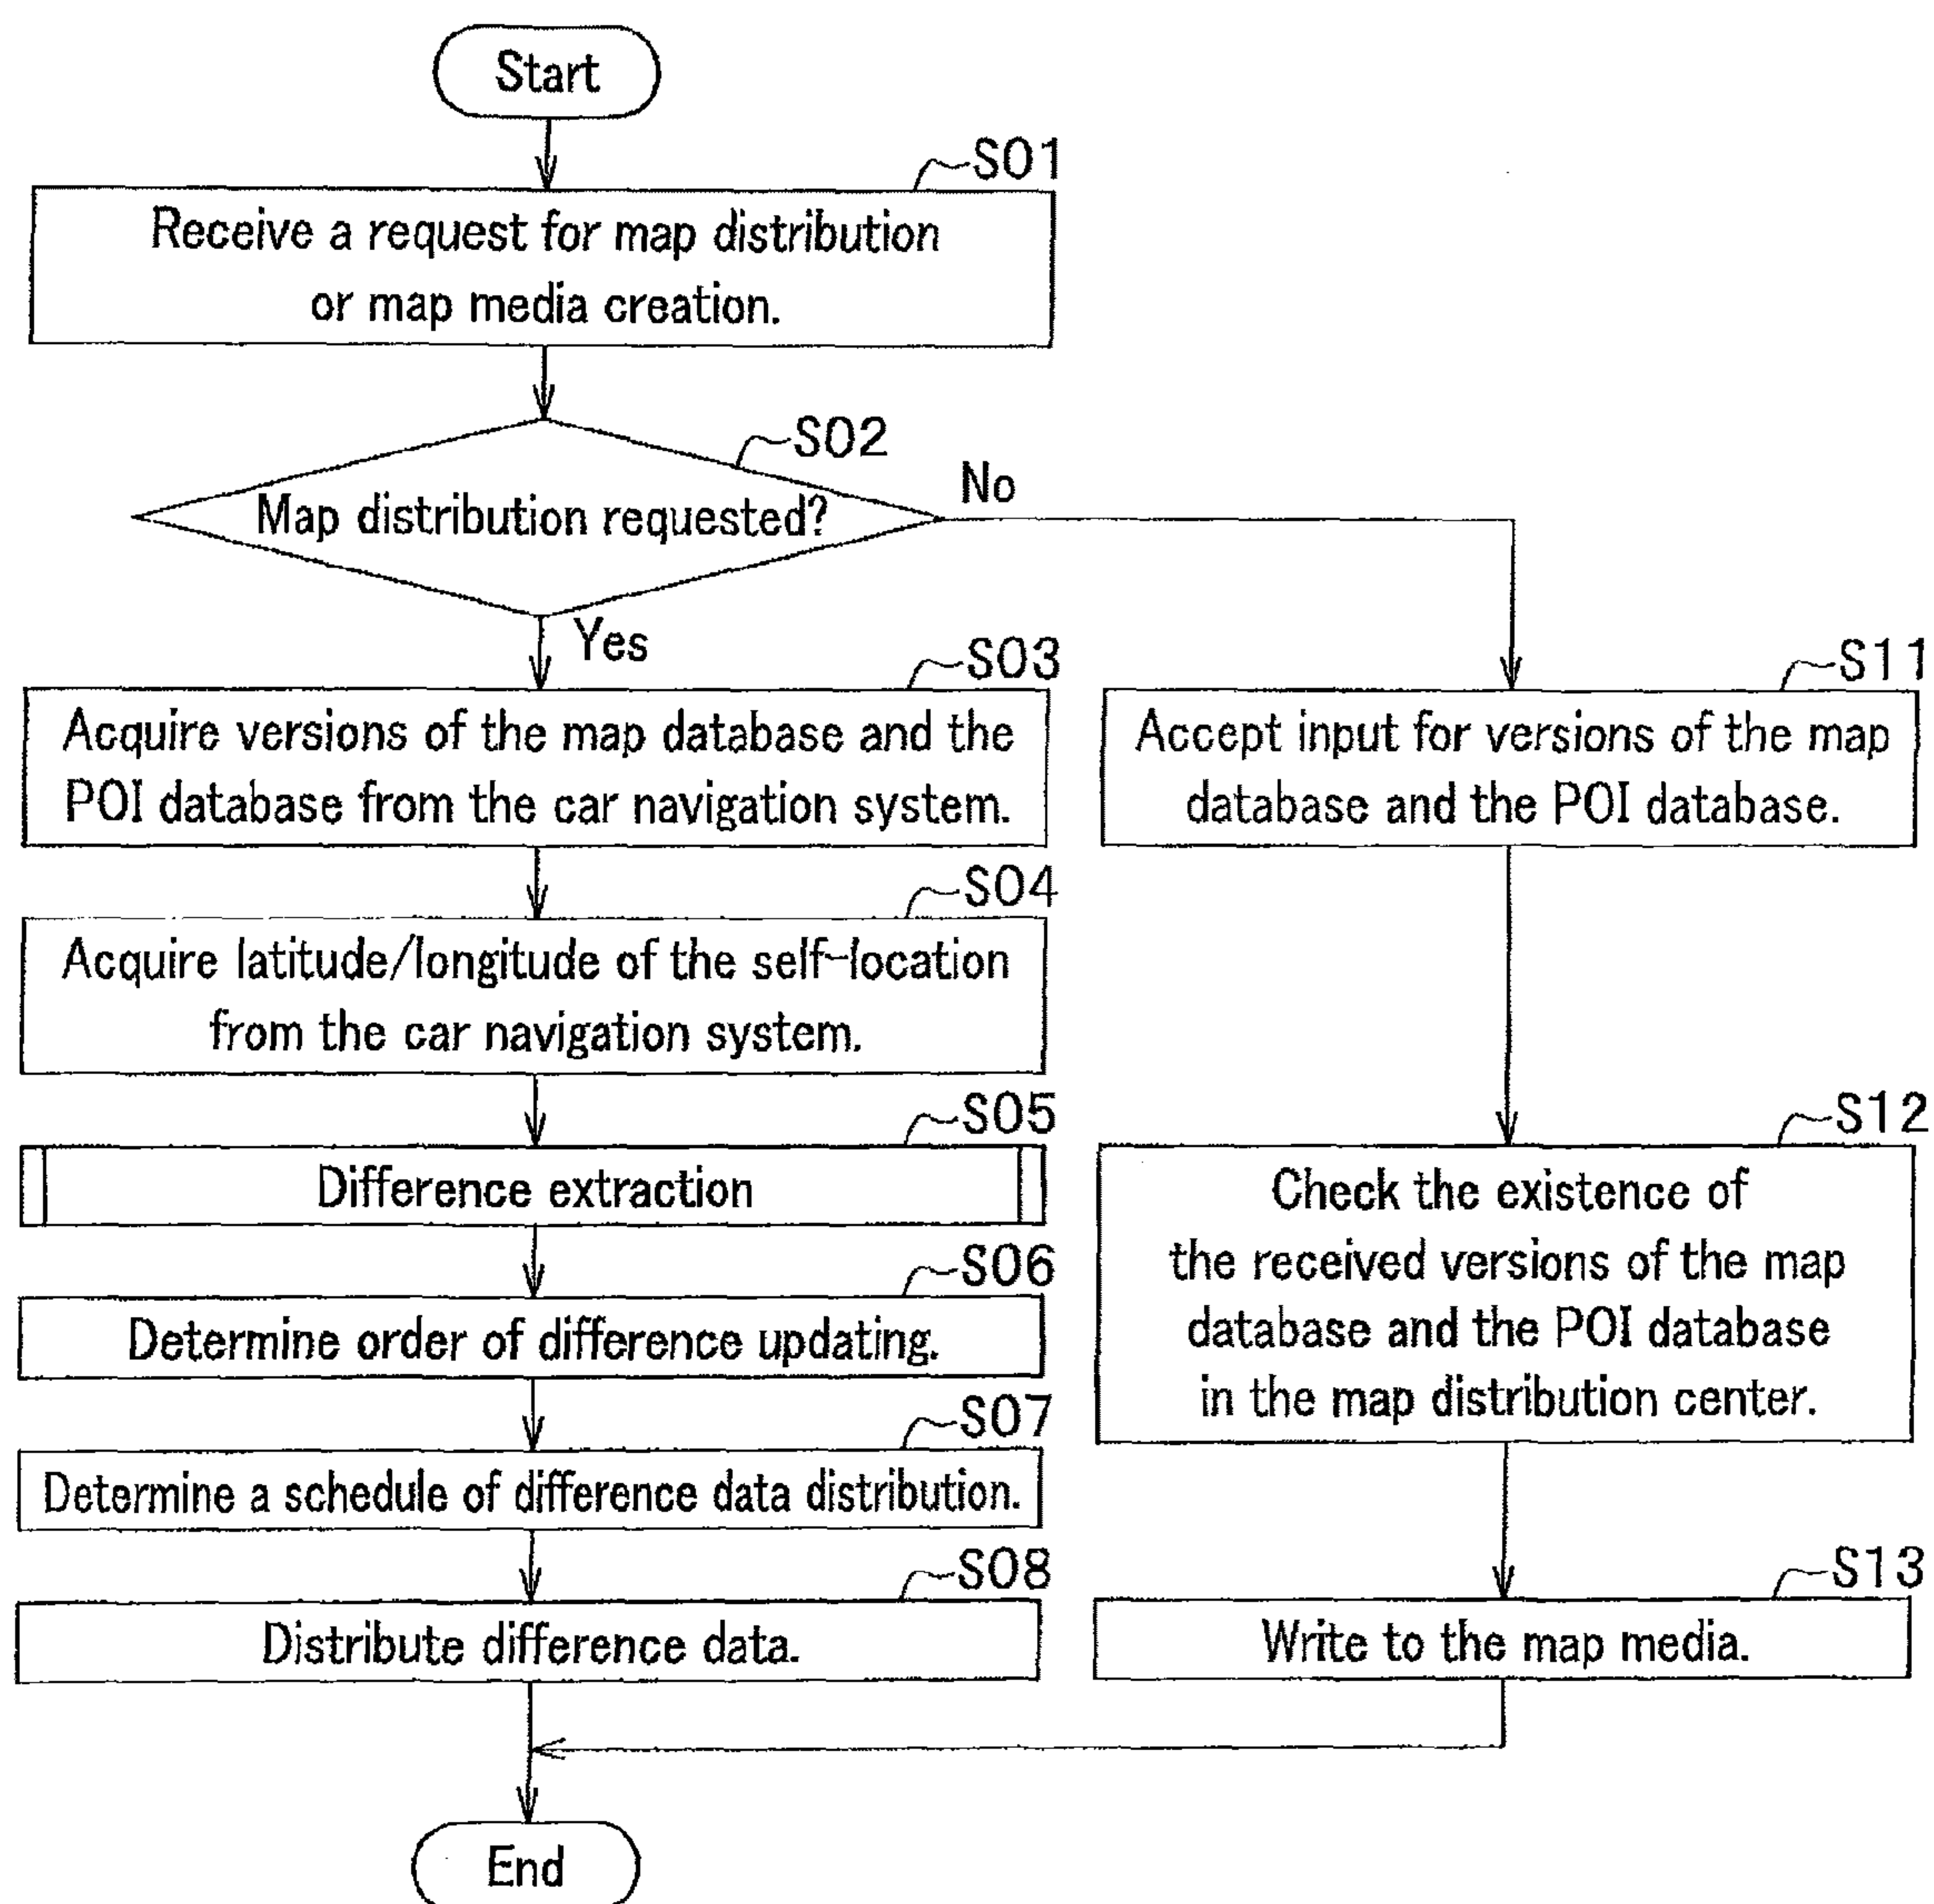 Start
S01
Receive a request for map distribution
or map media creation.
S02
Map distribution requested?
No
Yes
S03
Acquire versions of the map database and the
POI database from the car navigation system.
S04
Acquire latitude/longitude of the self-location
from the car navigation system.
S05
Difference extraction
S06
Determine order of difference updating.
S07
Determine a schedule of difference data distribution.
S08
Distribute difference data.
S11
Accept input for versions of the map
database and the POI database.
S12
Check the existence of
the received versions of the map
database and the POI database
in the map distribution center.
S13
Write to the map media.
End